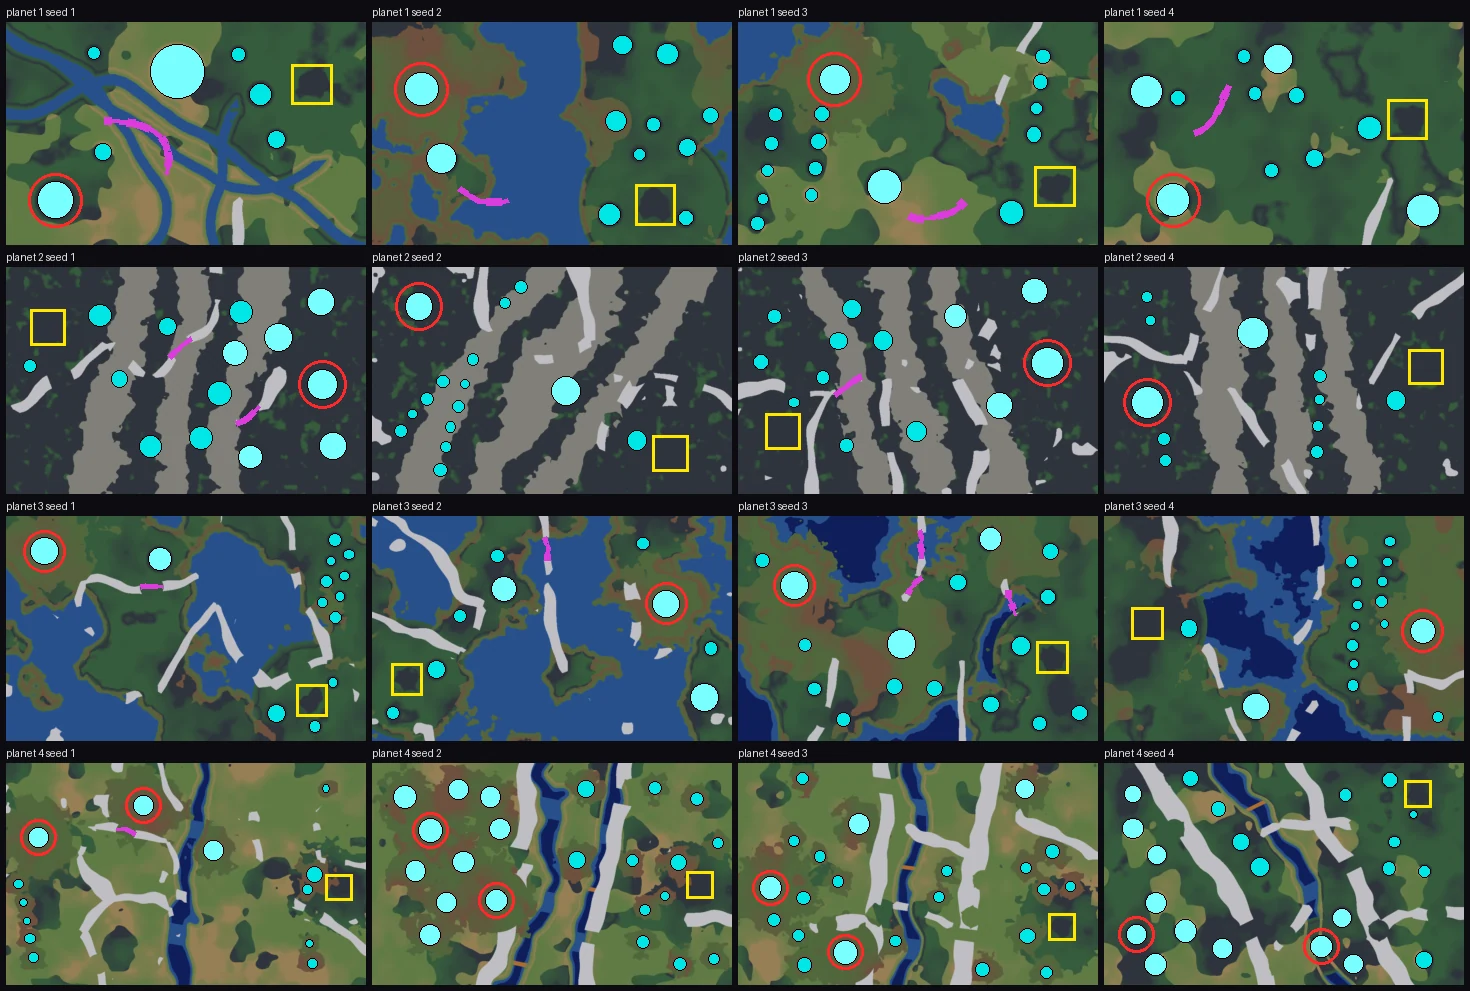 planet 1 seed 1
planet 1 seed 2
planet 1 seed 3
planet 1 seed 4
planet 2 seed 1
planet 2 seed 2
planet 2 seed 3
planet 2 seed 4
planet 3 seed 1
planet 3 seed 2
planet 3 seed 3
planet 3 seed 4
planet 4 seed 1
planet 4 seed 2
planet 4 seed 3
planet 4 seed 4